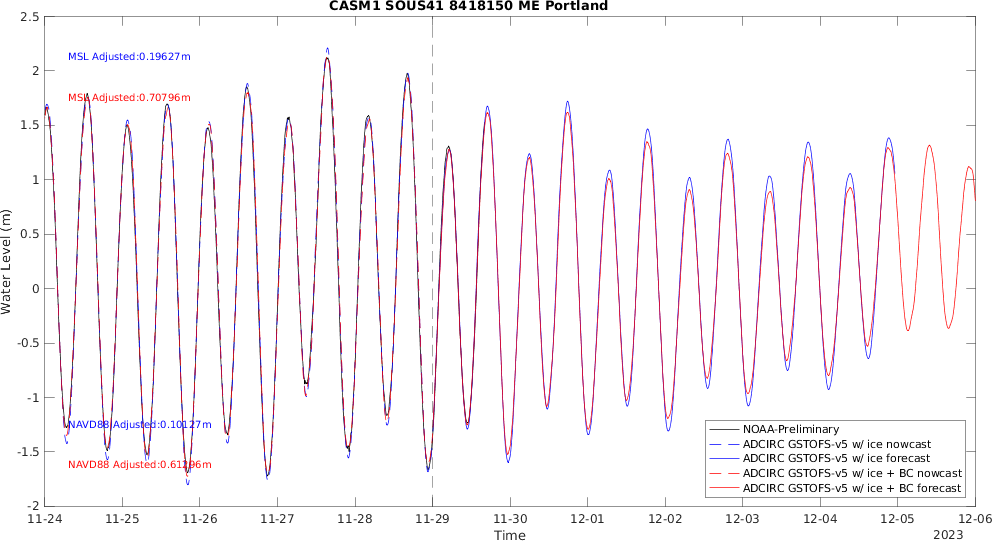 CASM1 SOUS41 8418150 ME Portland
2.5
2
1.5
1
0.5
0
-0.5
-1
-1.5
-2
Water Level (m)
MSL Adjusted:0.19627m
MSL Adjusted:0.70796m
NAVD88 Adjusted:0.10127m
NAVD88 Adjusted:0.61296m
NOAA-Preliminary
ADCIRC GSTOFS-v5 w/ ice nowcast
ADCIRC GSTOFS-v5 w/ ice forecast
ADCIRC GSTOFS-v5 w/ ice + BC nowcast
ADCIRC GSTOFS-v5 w/ ice + BC forecast
11-24 11-25 11-26 11-27 11-28 11-29 11-30 12-01 12-02 12-03 12-04 12-05 12-06
Time
2023